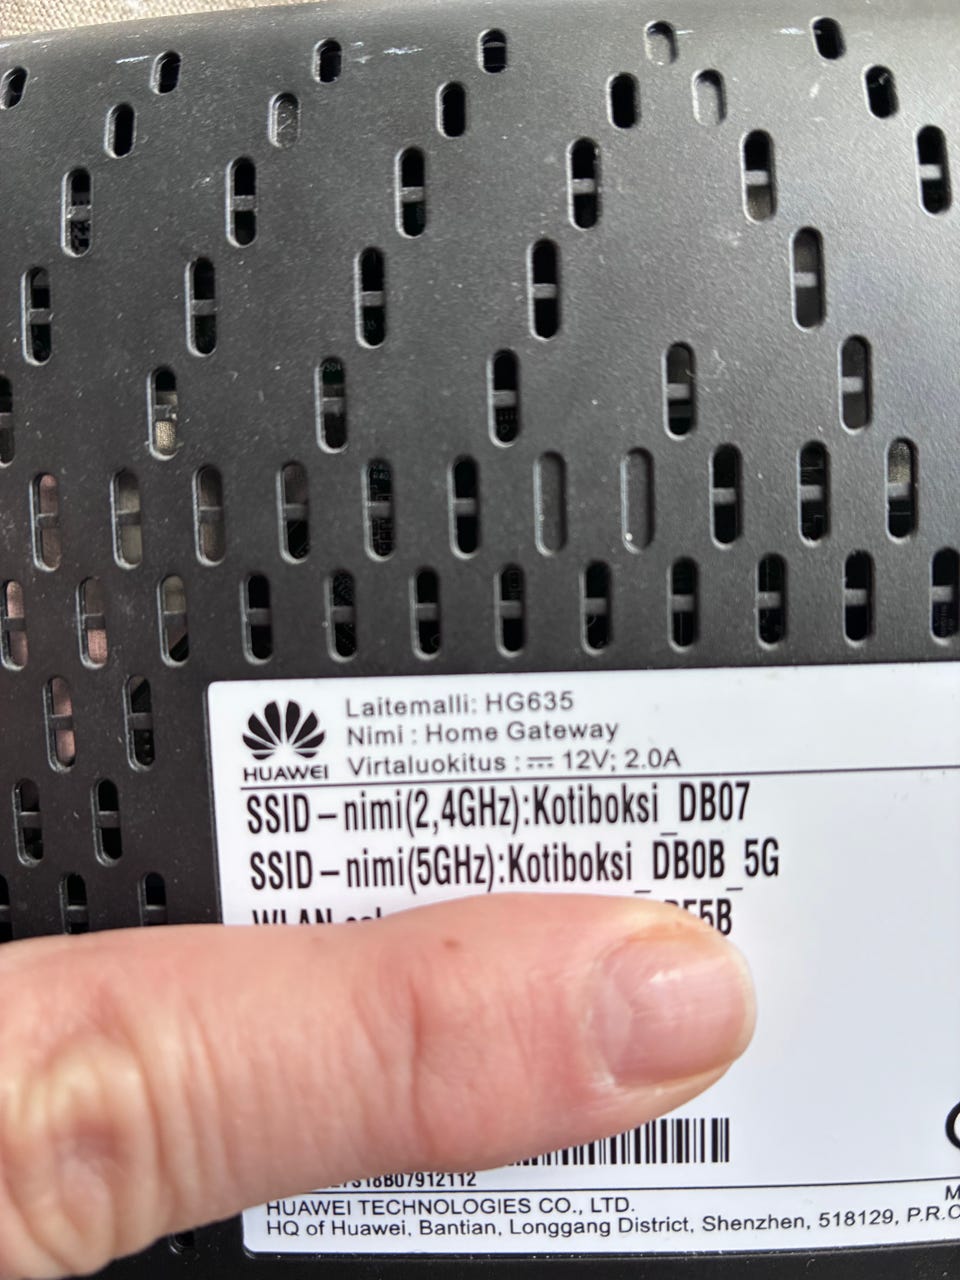 HUAWEI
Laitemalli: HG635
Nimi : Home Gateway
Virtaluokitus : 12V; 2.0A
SSID – nimi(2,4GHz):Kotiboksi_DB07
SSID – nimi(5GHz):Kotiboksi_DB0B_5G
WLAN
HUAWEI TECHNOLOGIES CO., LTD.
HQ of Huawei, Bantian, Longgang District, Shenzhen, 518129, P.R.C